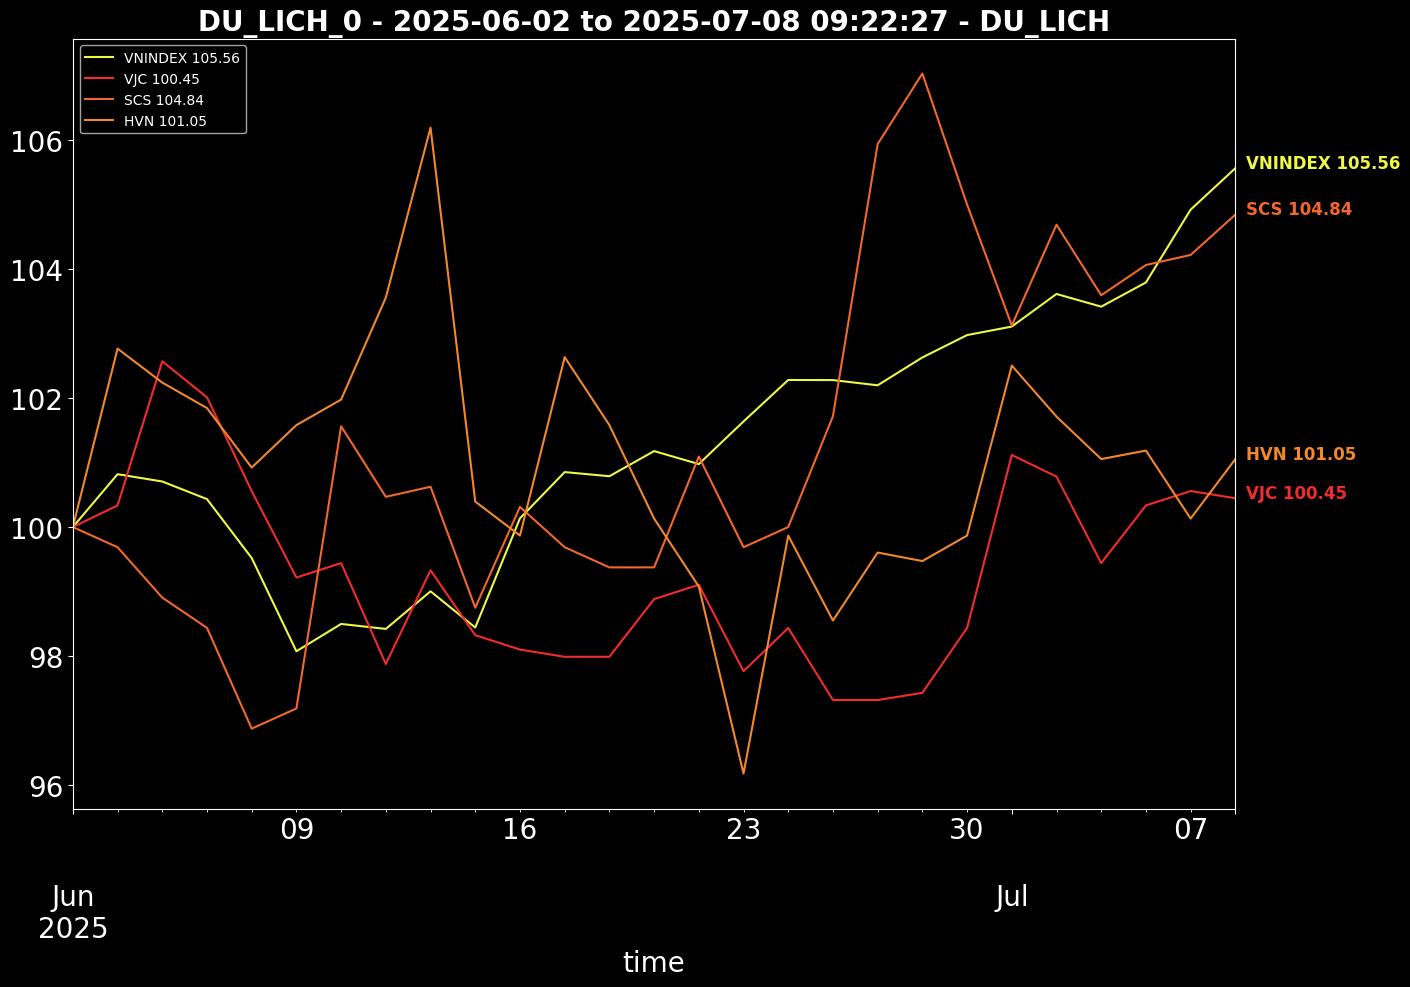 DU_LICH_0 - 2025-06-02 to 2025-07-08 09:22:27 - DU_LICH
VNINDEX 105.56
VJC 100.45
SCS 104.84
HVN 101.05
106
104
102
100
98
96
VNINDEX 105.56
SCS 104.84
HVN 101.05
VJC 100.45
09 16 23 30 07
Jun Jul
2025
time